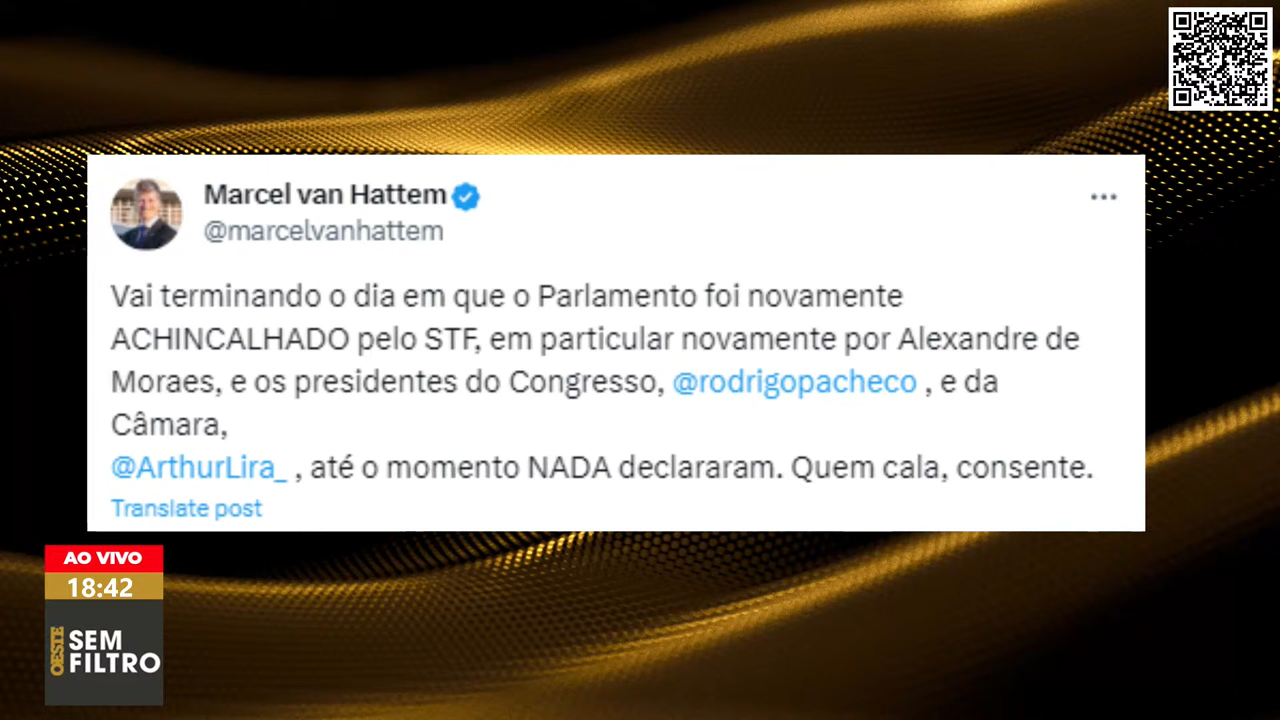 Marcel van Hattem
@marcelvanhattem
Vai terminando o dia em que o Parlamento foi novamente
ACHINCALHADO pelo STF, em particular novamente por Alexandre de
Moraes, e os presidentes do Congresso, @rodrigopacheco , e da
Câmara,
@ArthurLira_ , até o momento NADA declararam. Quem cala, consente.
Translate post
AO VIVO
18:42
OESTE
SEM
FILTRO